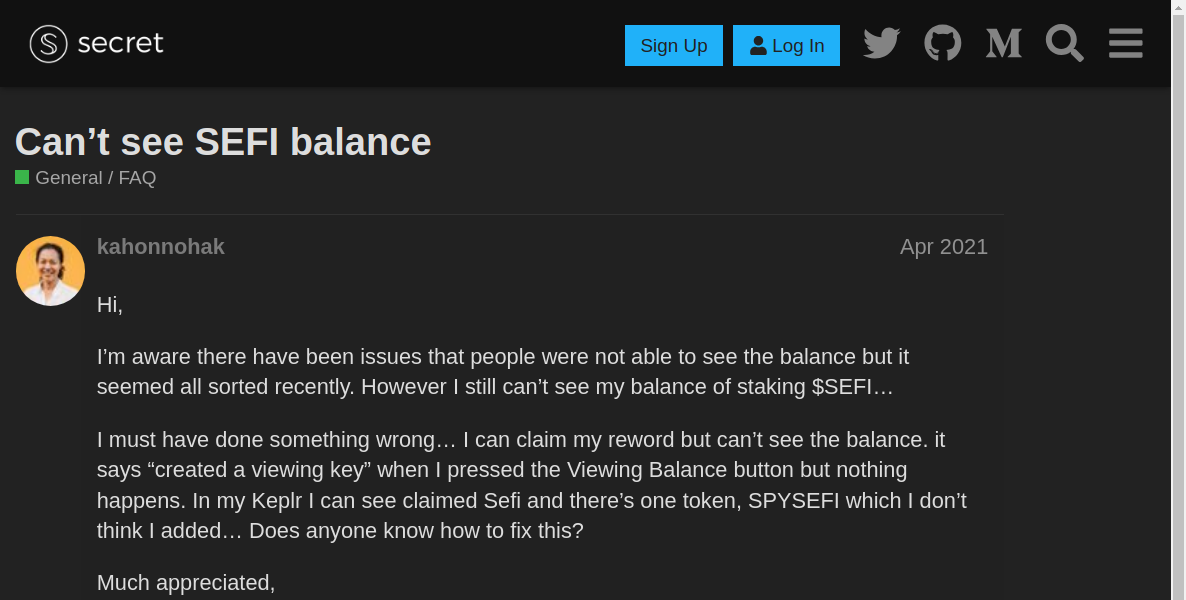 secret
Sign Up
Log In
Can’t see SEFI balance
General / FAQ
kahonnohak
Apr 2021
Hi,
I’m aware there have been issues that people were not able to see the balance but it
seemed all sorted recently. However I still can’t see my balance of staking $SEFI…
I must have done something wrong… I can claim my reword but can’t see the balance. it
says “created a viewing key” when I pressed the Viewing Balance button but nothing
happens. In my Keplr I can see claimed Sefi and there’s one token, SPYSEFI which I don’t
think I added… Does anyone know how to fix this?
Much appreciated,